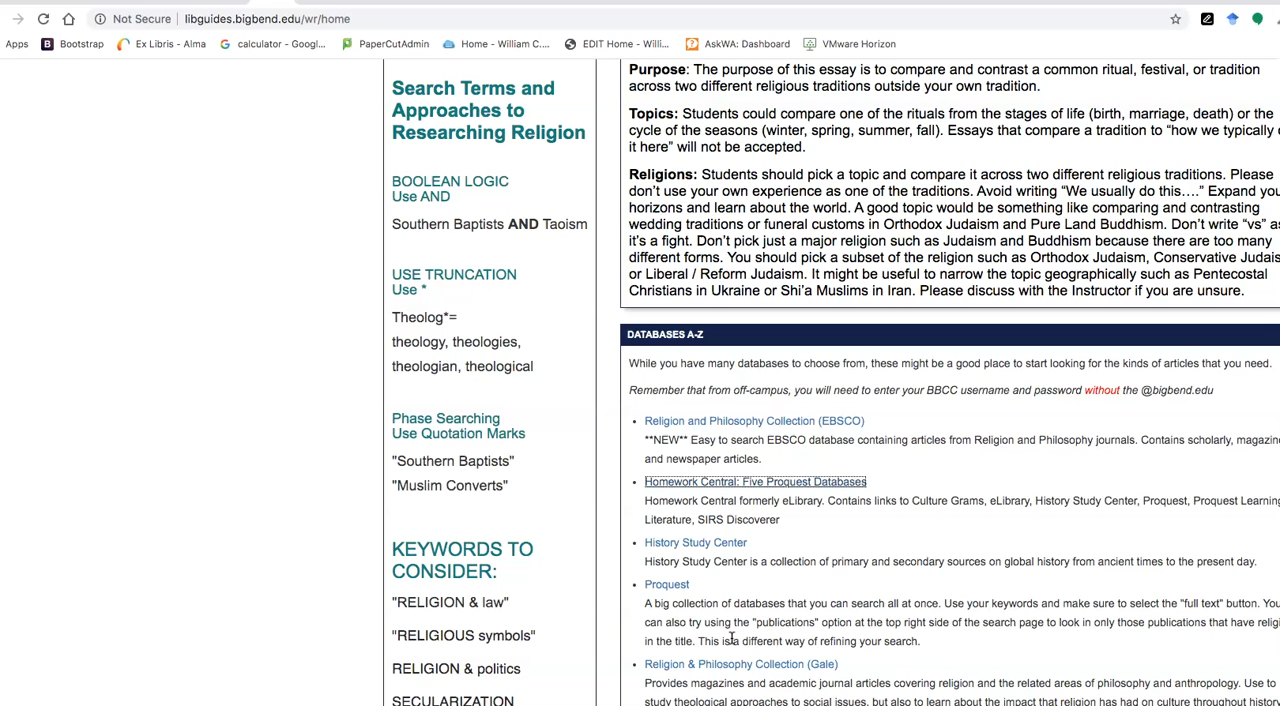 Not Secure | libguides.bigbend.edu/wr/home
Apps Bootstrap Ex Libris - Alma calculator - Googl... PaperCutAdmin Home - William C.... EDIT Home - Willi... AskWA: Dashboard VMware Horizon
Search Terms and
Approaches to
Researching Religion
BOOLEAN LOGIC
Use AND
Southern Baptists AND Taoism
USE TRUNCATION
Use *
Theolog*=
theology, theologies,
theologian, theological
Phase Searching
Use Quotation Marks
"Southern Baptists"
"Muslim Converts"
KEYWORDS TO
CONSIDER:
"RELIGION & law"
"RELIGIOUS symbols"
RELIGION & politics
SECULARIZATION
Purpose: The purpose of this essay is to compare and contrast a common ritual, festival, or tradition
across two different religious traditions outside your own tradition.
Topics: Students could compare one of the rituals from the stages of life (birth, marriage, death) or the
cycle of the seasons (winter, spring, summer, fall). Essays that compare a tradition to “how we typically
it here” will not be accepted.
Religions: Students should pick a topic and compare it across two different religious traditions. Please
don’t use your own experience as one of the traditions. Avoid writing “We usually do this….” Expand you
horizons and learn about the world. A good topic would be something like comparing and contrasting
wedding traditions or funeral customs in Orthodox Judaism and Pure Land Buddhism. Don’t write “vs” as
it’s a fight. Don’t pick just a major religion such as Judaism and Buddhism because there are too many
different forms. You should pick a subset of the religion such as Orthodox Judaism, Conservative Judais
or Liberal / Reform Judaism. It might be useful to narrow the topic geographically such as Pentecostal
Christians in Ukraine or Shi’a Muslims in Iran. Please discuss with the Instructor if you are unsure.
DATABASES A-Z
While you have many databases to choose from, these might be a good place to start looking for the kinds of articles that you need.
Remember that from off-campus, you will need to enter your BBCC username and password without the @bigbend.edu
Religion and Philosophy Collection (EBSCO)
**NEW** Easy to search EBSCO database containing articles from Religion and Philosophy journals. Contains scholarly, magazin
and newspaper articles.
Homework Central: Five Proquest Databases
Homework Central formerly eLibrary. Contains links to Culture Grams, eLibrary, History Study Center, Proquest, Proquest Learning
Literature, SIRS Discoverer
History Study Center
History Study Center is a collection of primary and secondary sources on global history from ancient times to the present day.
Proquest
A big collection of databases that you can search all at once. Use your keywords and make sure to select the "full text" button. You
can also try using the "publications" option at the top right side of the search page to look in only those publications that have religi
in the title. This is a different way of refining your search.
Religion & Philosophy Collection (Gale)
Provides magazines and academic journal articles covering religion and the related areas of philosophy and anthropology. Use to
study theological approaches to social issues, but also to learn about the impact that religion has had on culture throughout history